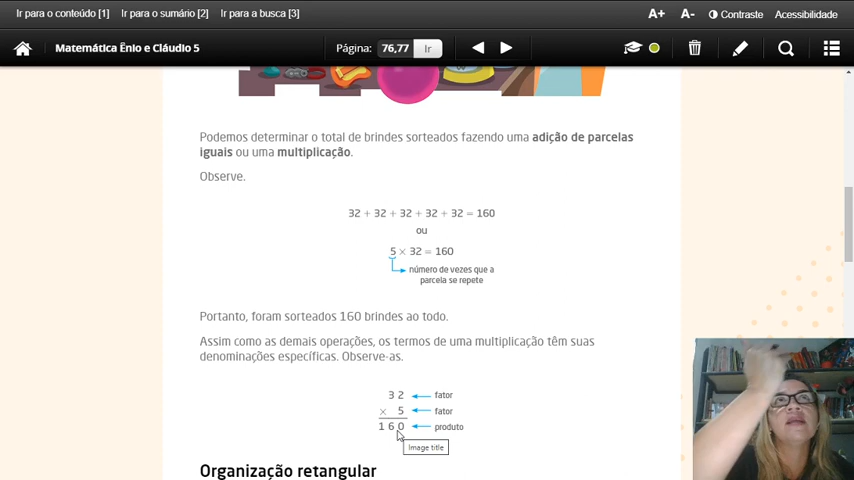 Ir para o conteúdo [1] Ir para o sumário [2] Ir para a busca [3] A+ A- Contraste Acessibilidade
Matemática Ênio e Cláudio 5 Página: 76,77 Ir
Podemos determinar o total de brindes sorteados fazendo uma adição de parcelas
iguais ou uma multiplicação.
Observe.
32 + 32 + 32 + 32 + 32 = 160
ou
5 × 32 = 160
número de vezes que a
parcela se repete
Portanto, foram sorteados 160 brindes ao todo.
Assim como as demais operações, os termos de uma multiplicação têm suas
denominações específicas. Observe-as.
3 2 fator
× 5 fator
1 6 0 produto
Image title
Organização retangular